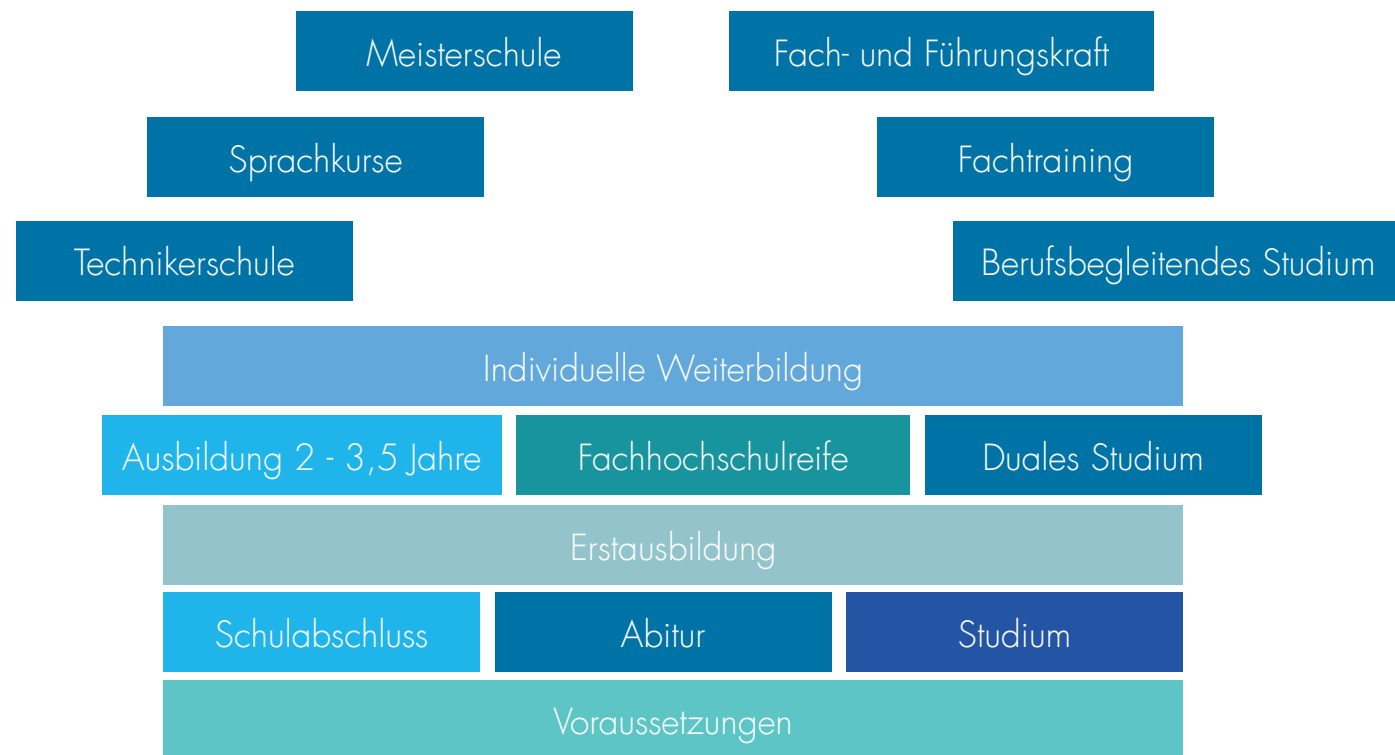 Meisterschule
Fach- und Führungskraft
Sprachkurse
Fachtraining
Technikerschule
Berufsbegleitendes Studium
Individuelle Weiterbildung
Ausbildung 2 - 3,5 Jahre
Fachhochschulreife
Duales Studium
Erstausbildung
Schulabschluss
Abitur
Studium
Voraussetzungen